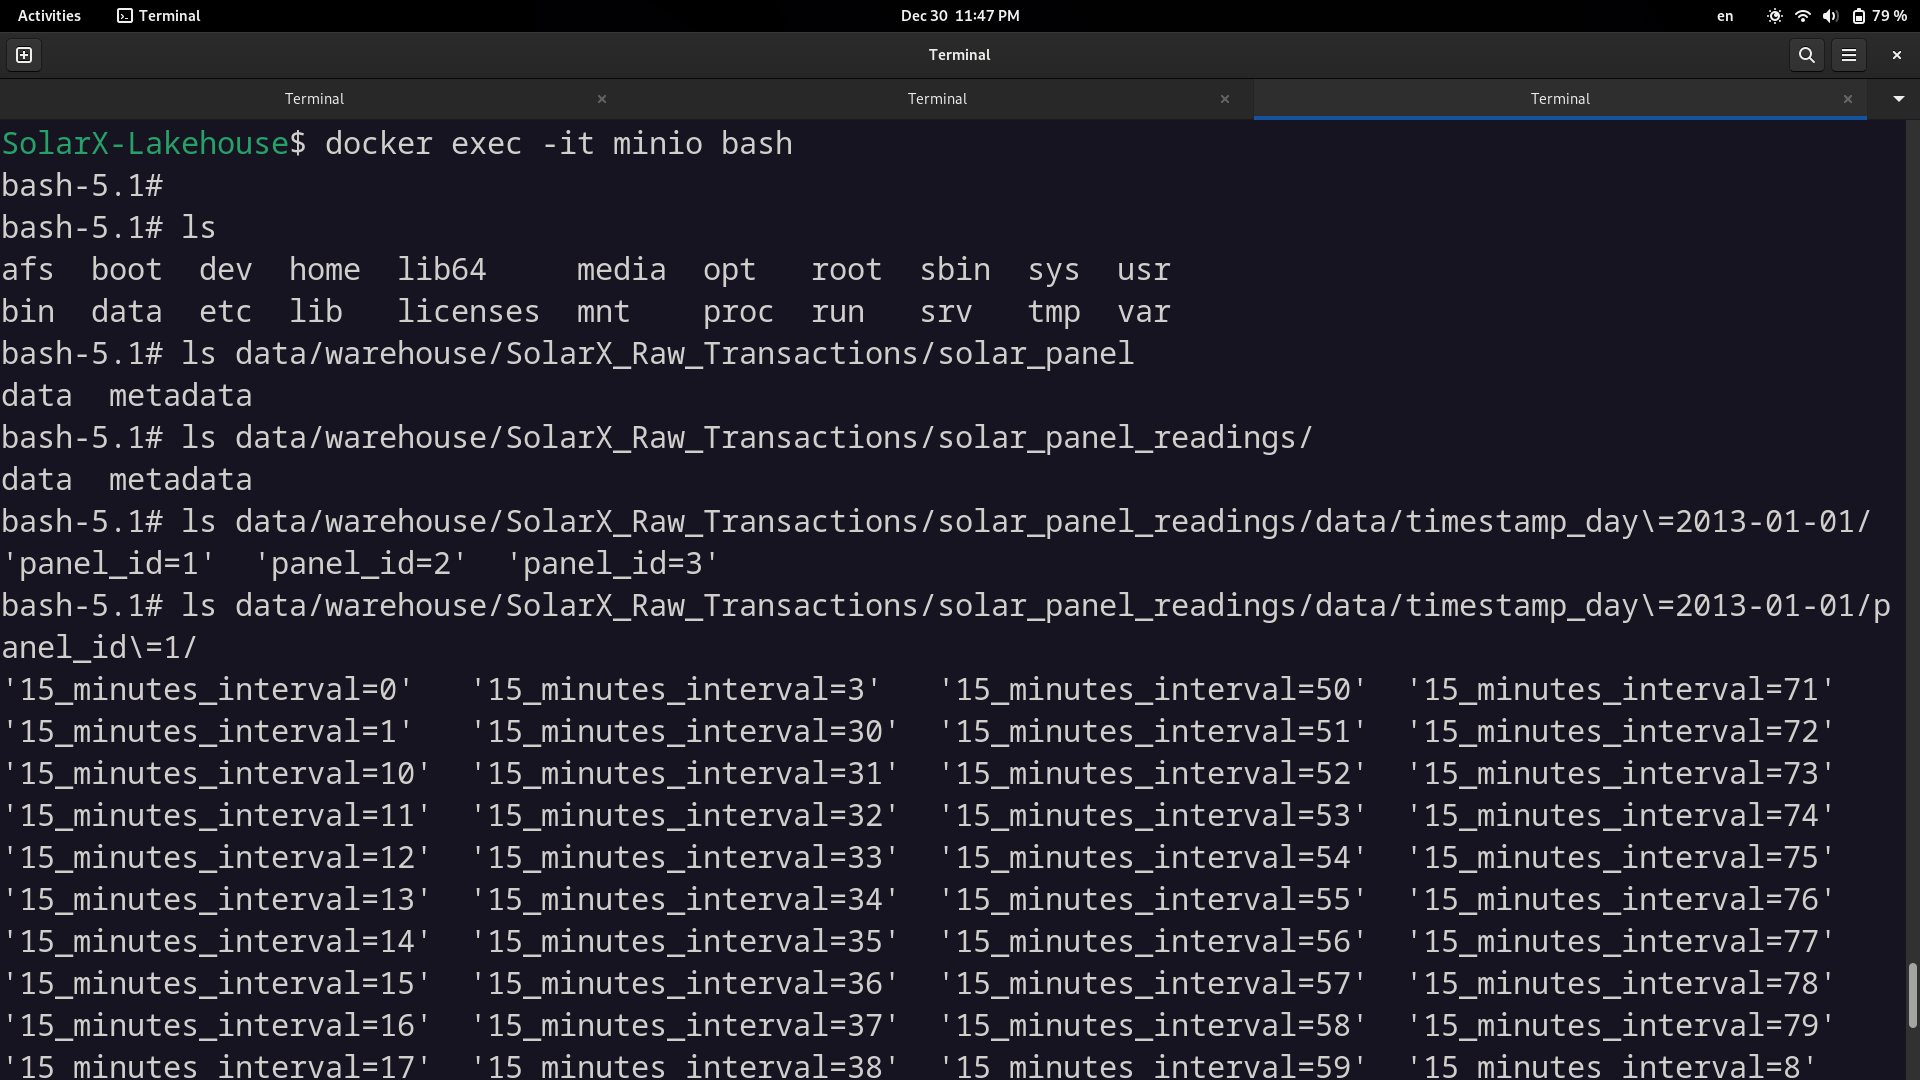 Activities Terminal Dec 30 11:47 PM en 79 %
Terminal
Terminal Terminal Terminal
SolarX-Lakehouse$ docker exec -it minio bash
bash-5.1#
bash-5.1# ls
afs boot dev home lib64 media opt root sbin sys usr
bin data etc lib licenses mnt proc run srv tmp var
bash-5.1# ls data/warehouse/SolarX_Raw_Transactions/solar_panel
data metadata
bash-5.1# ls data/warehouse/SolarX_Raw_Transactions/solar_panel_readings/
data metadata
bash-5.1# ls data/warehouse/SolarX_Raw_Transactions/solar_panel_readings/data/timestamp_day\=2013-01-01/
'panel_id=1' 'panel_id=2' 'panel_id=3'
bash-5.1# ls data/warehouse/SolarX_Raw_Transactions/solar_panel_readings/data/timestamp_day\=2013-01-01/p
anel_id\=1/
'15_minutes_interval=0' '15_minutes_interval=3' '15_minutes_interval=50' '15_minutes_interval=71'
'15_minutes_interval=1' '15_minutes_interval=30' '15_minutes_interval=51' '15_minutes_interval=72'
'15_minutes_interval=10' '15_minutes_interval=31' '15_minutes_interval=52' '15_minutes_interval=73'
'15_minutes_interval=11' '15_minutes_interval=32' '15_minutes_interval=53' '15_minutes_interval=74'
'15_minutes_interval=12' '15_minutes_interval=33' '15_minutes_interval=54' '15_minutes_interval=75'
'15_minutes_interval=13' '15_minutes_interval=34' '15_minutes_interval=55' '15_minutes_interval=76'
'15_minutes_interval=14' '15_minutes_interval=35' '15_minutes_interval=56' '15_minutes_interval=77'
'15_minutes_interval=15' '15_minutes_interval=36' '15_minutes_interval=57' '15_minutes_interval=78'
'15_minutes_interval=16' '15_minutes_interval=37' '15_minutes_interval=58' '15_minutes_interval=79'
'15_minutes_interval=17' '15_minutes_interval=38' '15_minutes_interval=59' '15_minutes_interval=8'